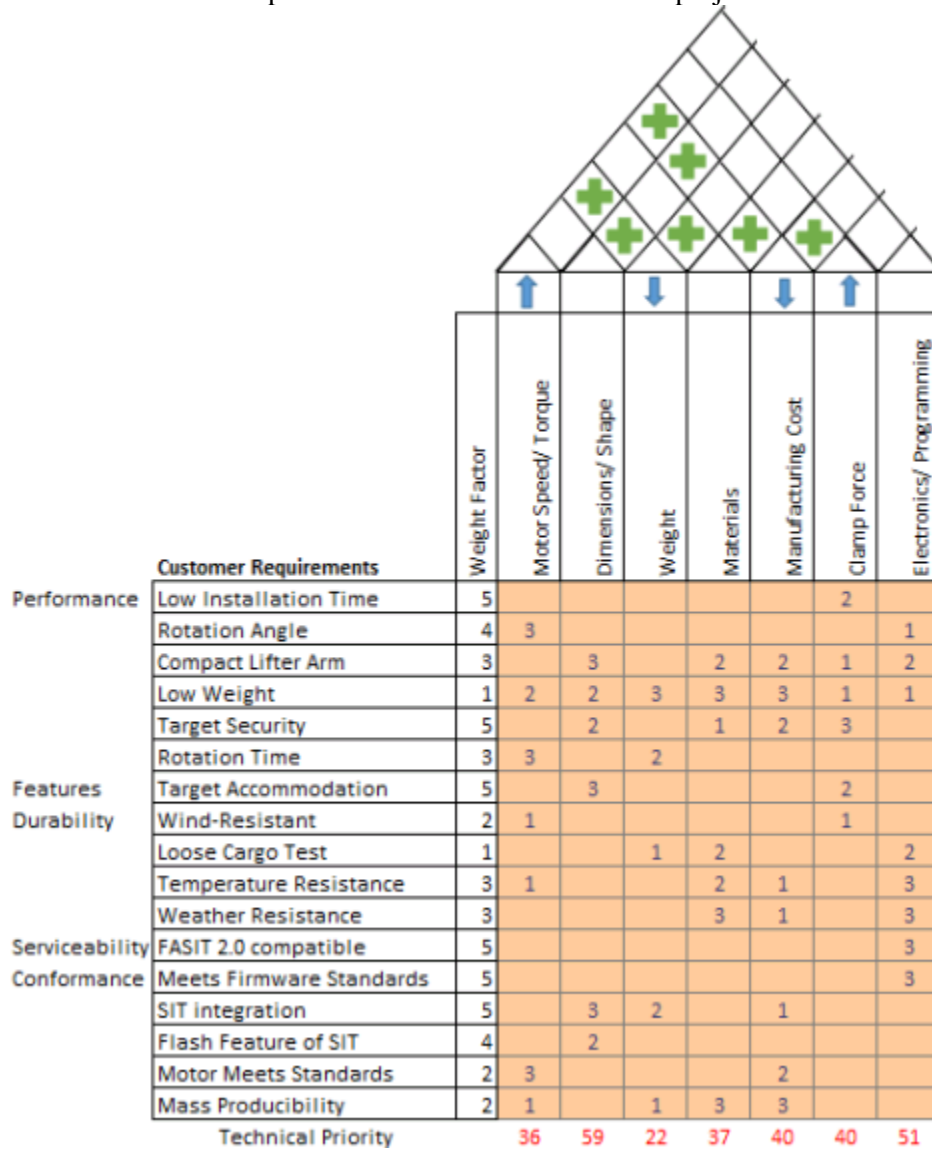 Weight Factor
Motor Speed/ Torque
Dimensions/ Shape
Weight
Materials
Manufacturing Cost
Clamp Force
Electronics/ Programming
Customer Requirements
Performance Low Installation Time 5 2
Rotation Angle 4 3 1
Compact Lifter Arm 3 3 2 2 1 2
Low Weight 1 2 2 3 3 3 1 1
Target Security 5 2 1 2 3
Rotation Time 3 3 2
Features Target Accommodation 5 3 2
Durability Wind-Resistant 2 1 1
Loose Cargo Test 1 1 2 2
Temperature Resistance 3 1 2 1 3
Weather Resistance 3 3 1 3
Serviceability FASIT 2.0 compatible 5 3
Conformance Meets Firmware Standards 5 3
SIT integration 5 3 2 1
Flash Feature of SIT 4 2
Motor Meets Standards 2 3 2
Mass Producibility 2 1 1 3 3
Technical Priority 36 59 22 37 40 40 51